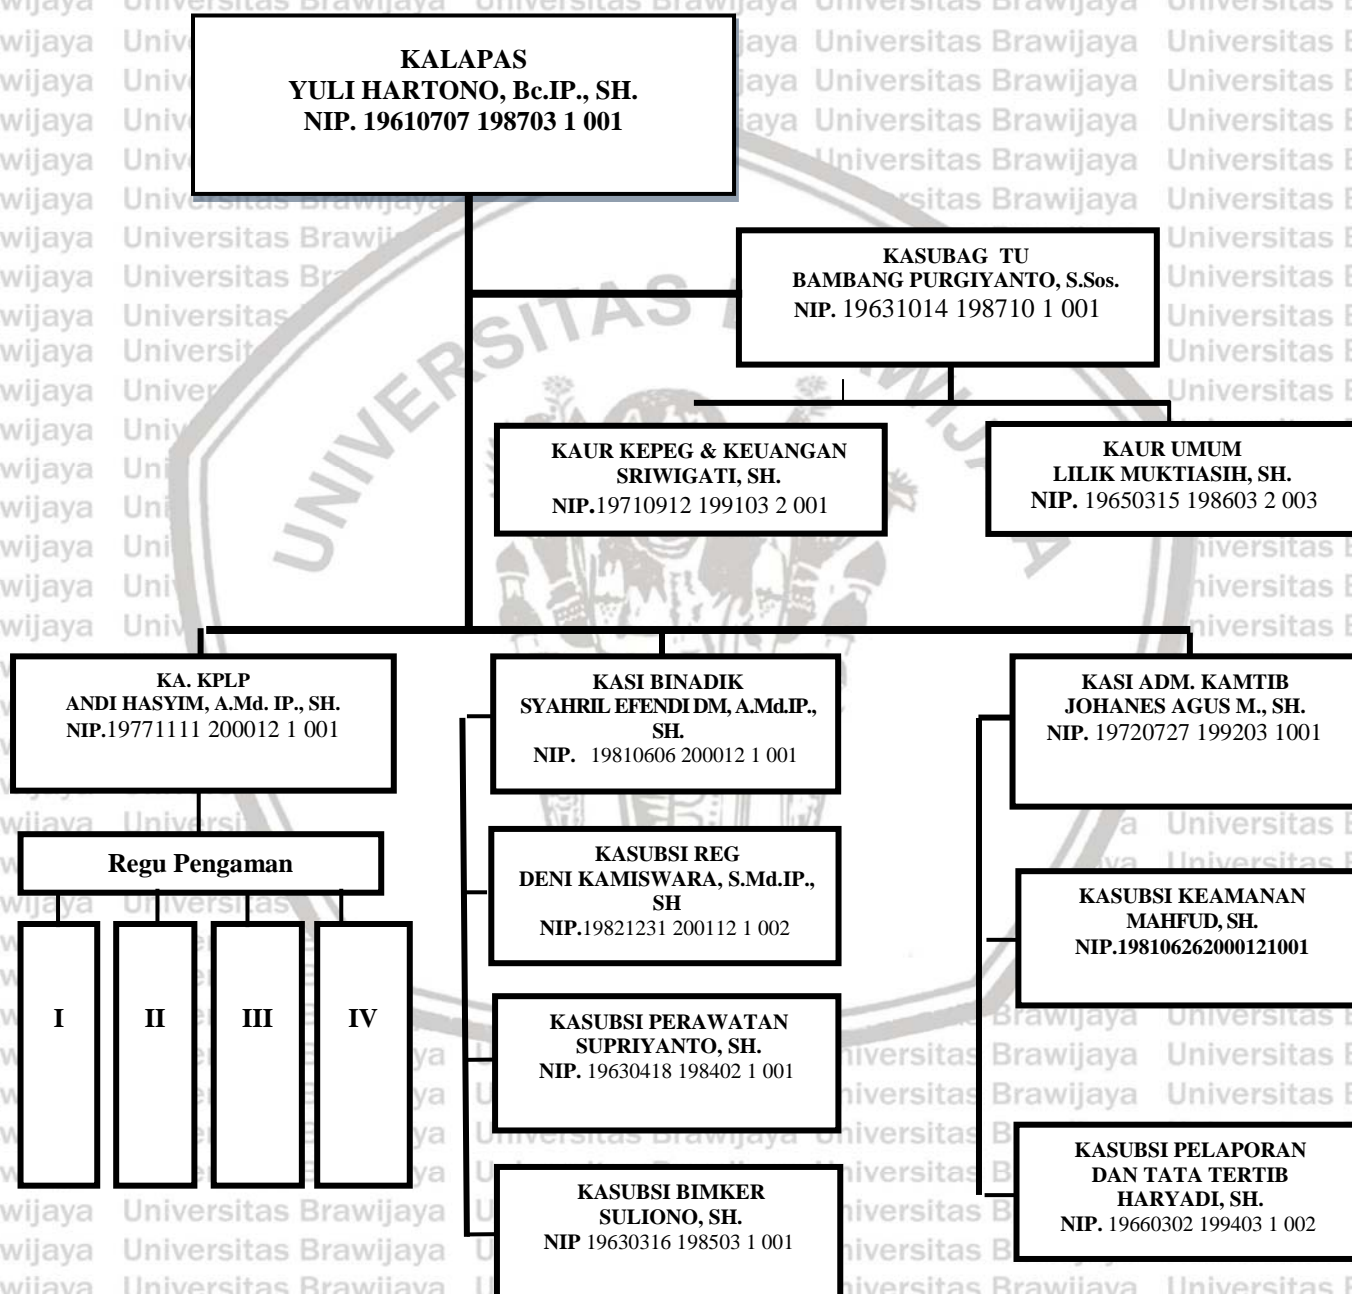 KALAPAS
YULI HARTONO, Bc.IP., SH.
NIP. 19610707 198703 1 001
KASUBAG TU
BAMBANG PURGIYANTO, S.Sos.
NIP. 19631014 198710 1 001
KAUR KEPEG & KEUANGAN
SRIWIGATI, SH.
NIP.19710912 199103 2 001
KAUR UMUM
LILIK MUKTIASIH, SH.
NIP. 19650315 198603 2 003
KA. KPLP
ANDI HASYIM, A.Md. IP., SH.
NIP.19771111 200012 1 001
Regu Pengaman
I
II
III
IV
KASI BINADIK
SYAHRIL EFENDI DM, A.Md.IP.,
SH.
NIP. 19810606 200012 1 001
KASUBSI REG
DENI KAMISWARA, S.Md.IP.,
SH
NIP.19821231 200112 1 002
KASUBSI PERAWATAN
SUPRIYANTO, SH.
NIP. 19630418 198402 1 001
KASUBSI BIMKER
SULIONO, SH.
NIP 19630316 198503 1 001
KASI ADM. KAMTIB
JOHANES AGUS M., SH.
NIP. 19720727 199203 1001
KASUBSI KEAMANAN
MAHFUD, SH.
NIP.198106262000121001
KASUBSI PELAPORAN
DAN TATA TERTIB
HARYADI, SH.
NIP. 19660302 199403 1 002
UNIVERSITAS BRAWIJAYA
Universitas Brawijaya